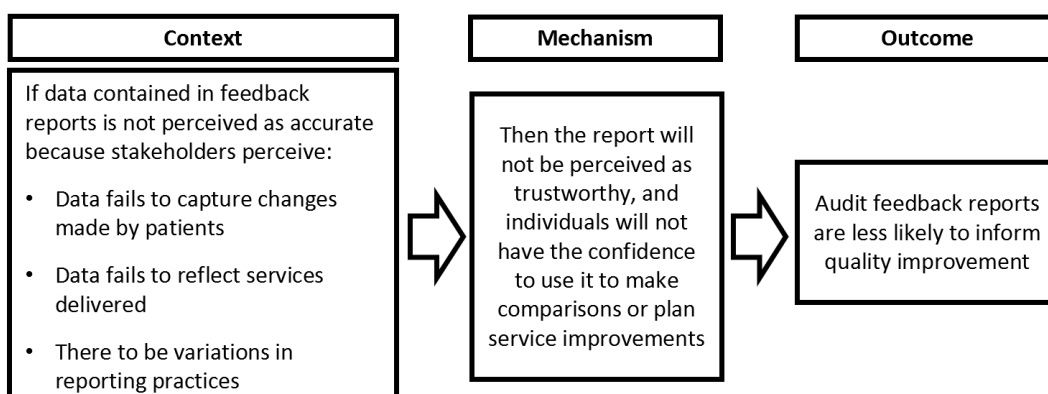 Context
If data contained in feedback
reports is not perceived as accurate
because stakeholders perceive:
• Data fails to capture changes
made by patients
• Data fails to reflect services
delivered
• There to be variations in
reporting practices
Mechanism
Then the report will
not be perceived as
trustworthy, and
individuals will not
have the confidence
to use it to make
comparisons or plan
service improvements
Outcome
Audit feedback reports
are less likely to inform
quality improvement